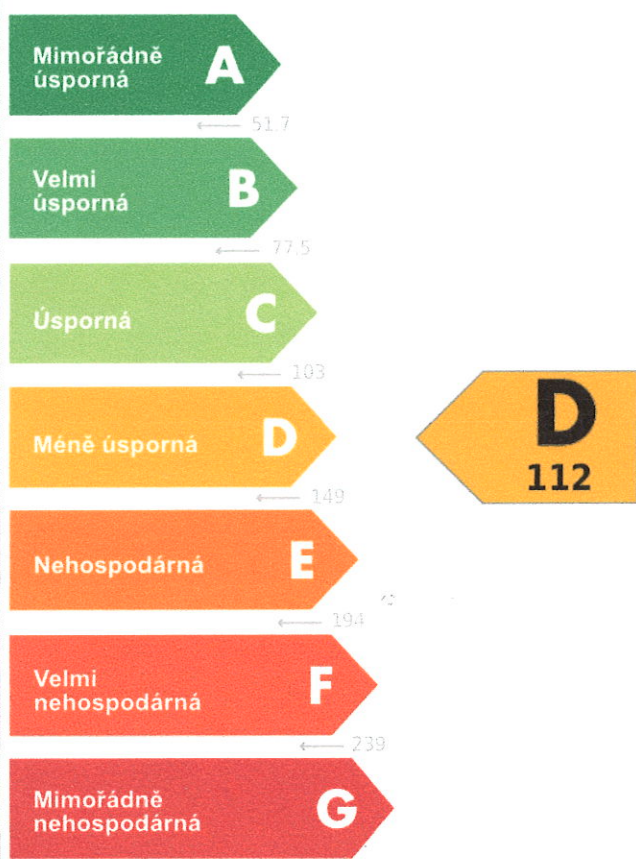 Mimořádně
úsporná
A
← 51.7
Velmi
úsporná
B
← 77.5
Úsporná
C
← 103
Méně úsporná
D
← 149
D
112
Nehospodárná
E
← 194
Velmi
nehospodárná
F
← 239
Mimořádně
nehospodárná
G